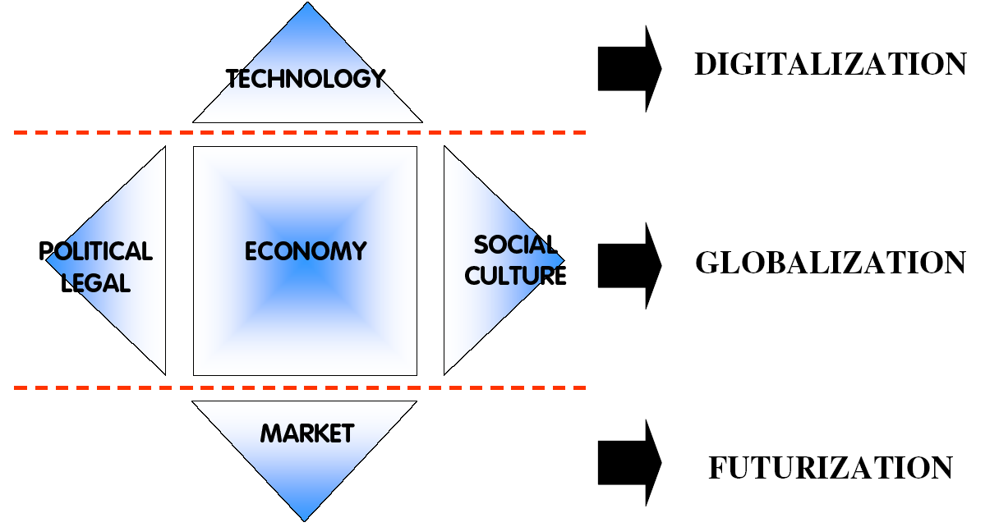 TECHNOLOGY
DIGITALIZATION
POLITICAL
LEGAL
ECONOMY
SOCIAL
CULTURE
GLOBALIZATION
MARKET
FUTURIZATION